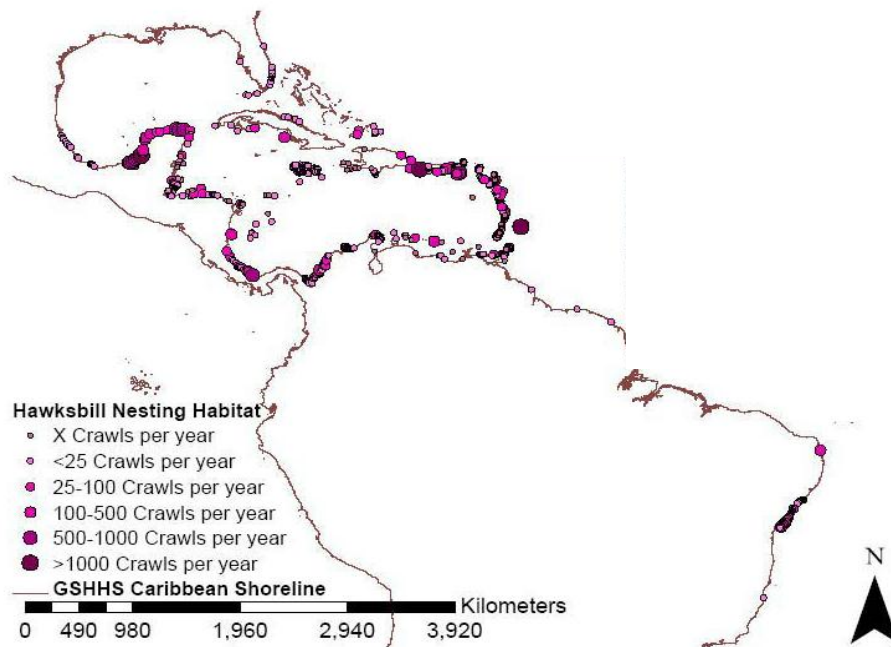 Hawksbill Nesting Habitat
X Crawls per year
<25 Crawls per year
25-100 Crawls per year
100-500 Crawls per year
500-1000 Crawls per year
>1000 Crawls per year
GSHHS Caribbean Shoreline
Kilometers
0 490 980 1,960 2,940 3,920
N